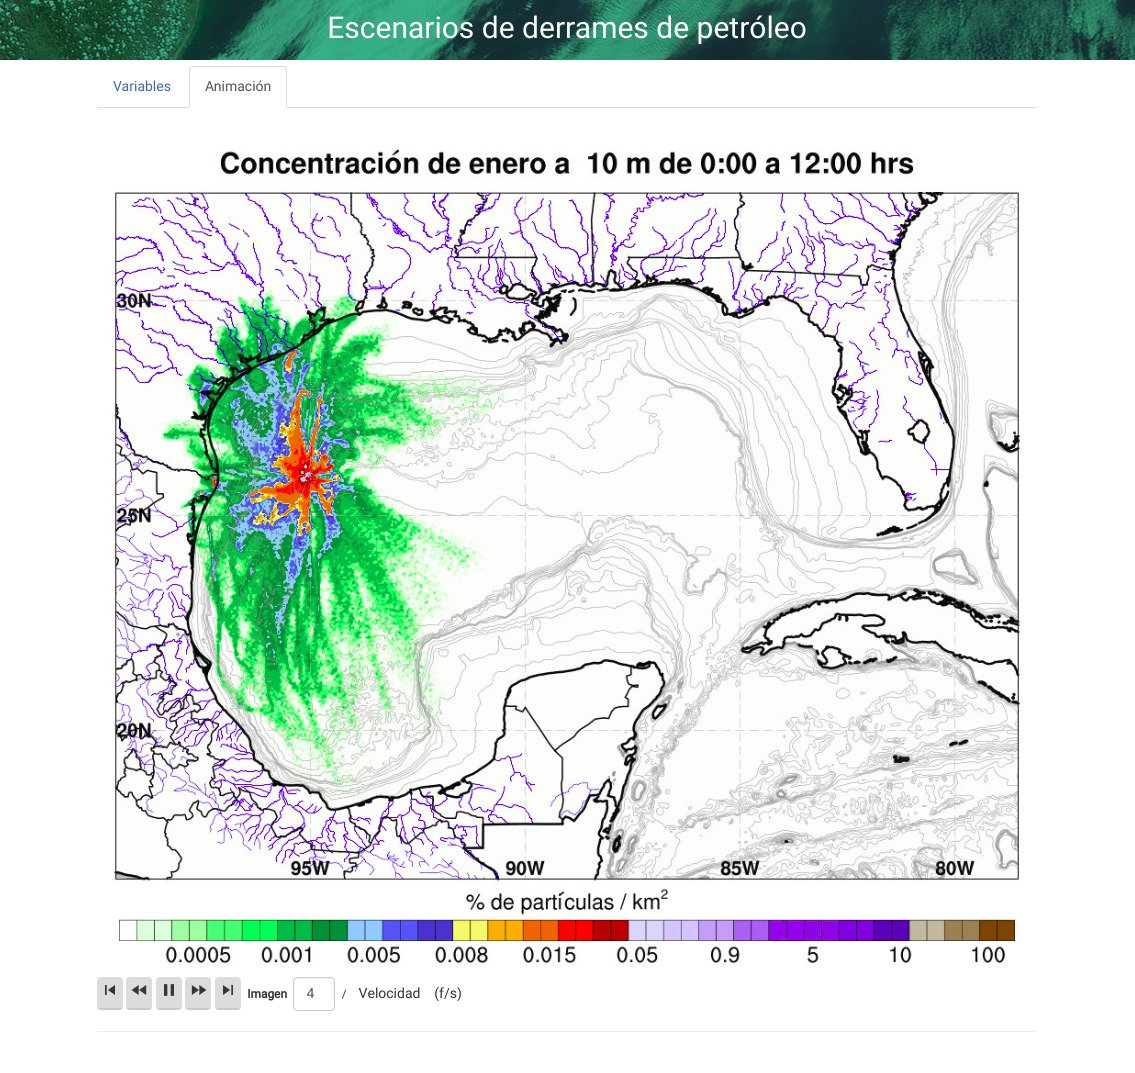 Escenarios de derrames de petróleo
Variables
Animación
Concentración de enero a 10 m de 0:00 a 12:00 hrs
30N
25N
20N
95W
90W
85W
80W
% de partículas / km²
0.0005
0.001
0.005
0.008
0.015
0.05
0.9
5
10
100
Imagen 4 / Velocidad (f/s)